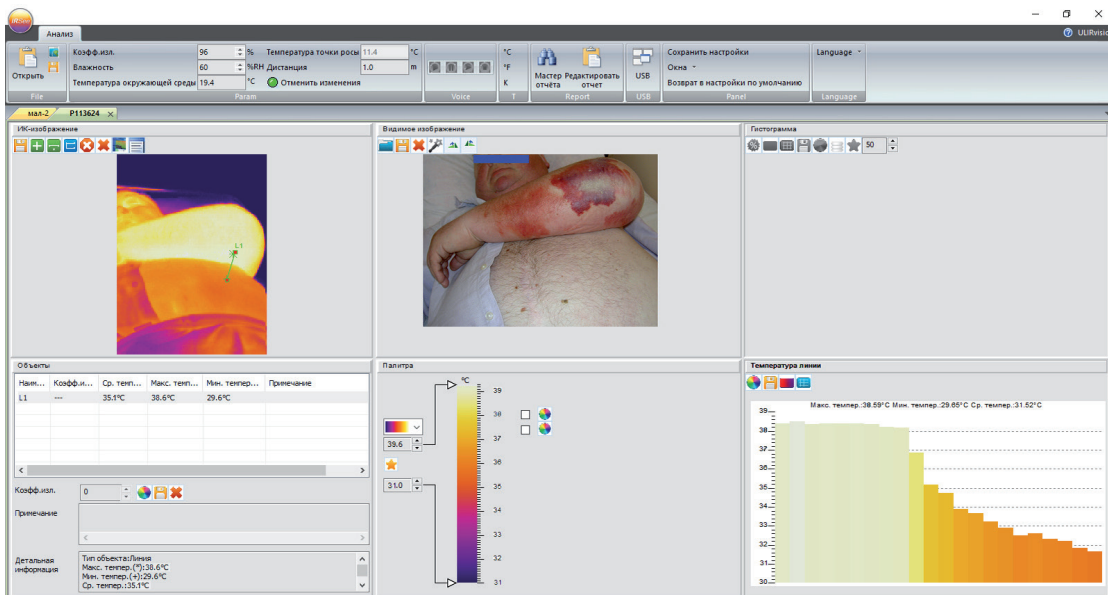 IRSee
Анализ
ULIRvisio
Открыть
Коэфф.изл. 96 % Температура точки росы 11.4 °C
Влажность 60 %RH Дистанция 1.0 m
Температура окружающей среды 19.4 °C Отменить изменения
°C
°F
K
Мастер отчёта
Редактировать отчет
USB
Сохранить настройки
Окна
Возврат в настройки по умолчанию
Language
File Param Voice T Report USB Panel Language
мал-2 P113624
ИК-изображение
L1
Видимое изображение
Гистограмма
50
Объекты
Наим... Коэфф.и... Ср. темп... Макс. темп... Мин. темпер... Примечание
L1 --- 35.1°C 38.6°C 29.6°C
Коэфф.изл. 0
Примечание
Детальная информация
Тип объекта:Линия
Макс. темпер.(*):38.6°C
Мин. темпер.(+):29.6°C
Ср. темпер.:35.1°C
Палитра
°C
39.6
31.0
39
38
37
36
35
34
33
32
31
Температура линии
Макс. темпер.:38.59°C Мин. темпер.:29.65°C Ср. темпер.:31.52°C
39
38
37
36
35
34
33
32
31
30